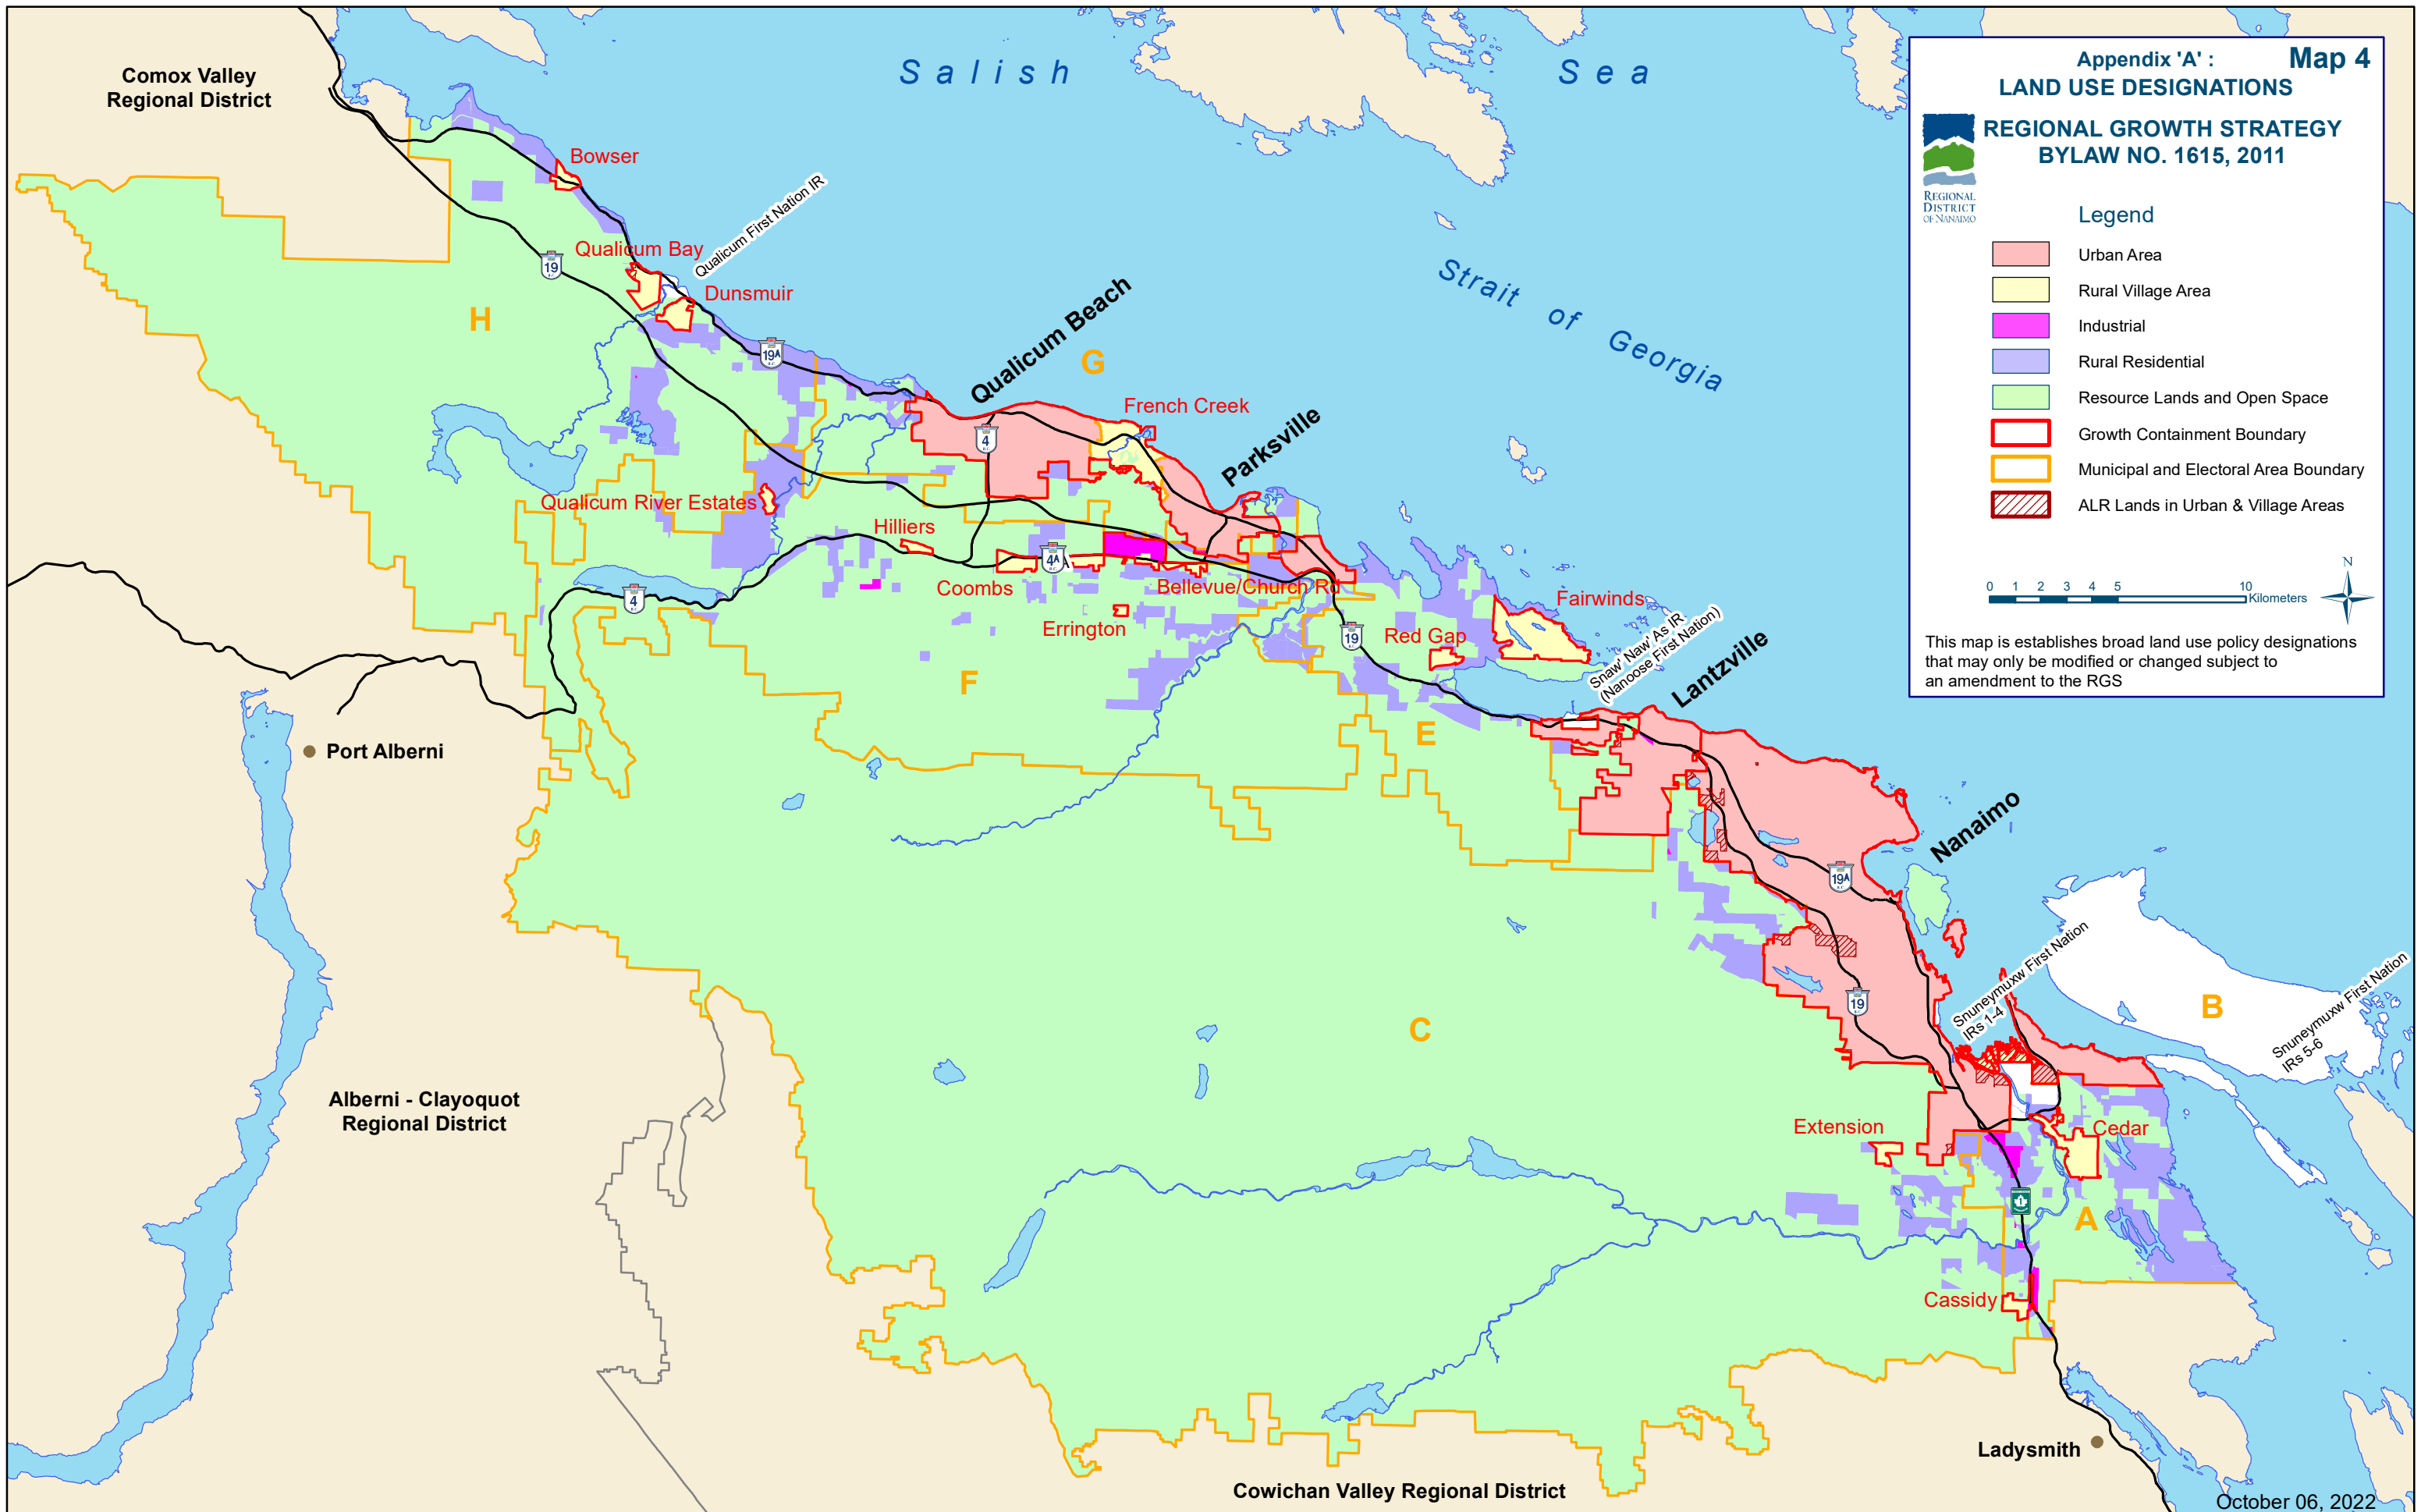 Appendix 'A' :
Map 4
LAND USE DESIGNATIONS
REGIONAL GROWTH STRATEGY
BYLAW NO. 1615, 2011
REGIONAL
DISTRICT
OF NANAIMO
Legend
Urban Area
Rural Village Area
Industrial
Rural Residential
Resource Lands and Open Space
Growth Containment Boundary
Municipal and Electoral Area Boundary
ALR Lands in Urban & Village Areas
N
0 1 2 3 4 5 10
Kilometers
This map is establishes broad land use policy designations
that may only be modified or changed subject to
an amendment to the RGS
Salish Sea
Strait of Georgia
Comox Valley
Regional District
Bowser
Qualicum First Nation IR
Qualicum Bay
19
Dunsmuir
H
19A
Qualicum Beach
G
French Creek
4
Parksville
Qualicum River Estates
Hilliers
4A
A
Coombs
Bellevue/Church Rd
4
Errington
Fairwinds
19
Red Gap
Snaw' Naw' As IR
(Nanoose First Nation)
Lantzville
F
E
Port Alberni
Nanaimo
19A
Snuneymuxw First Nation
IRs 1-4
B
Snuneymuxw First Nation
IRs 5-6
19
C
Alberni - Clayoquot
Regional District
Extension
Cedar
1
A
Cassidy
Ladysmith
Cowichan Valley Regional District
October 06, 2022